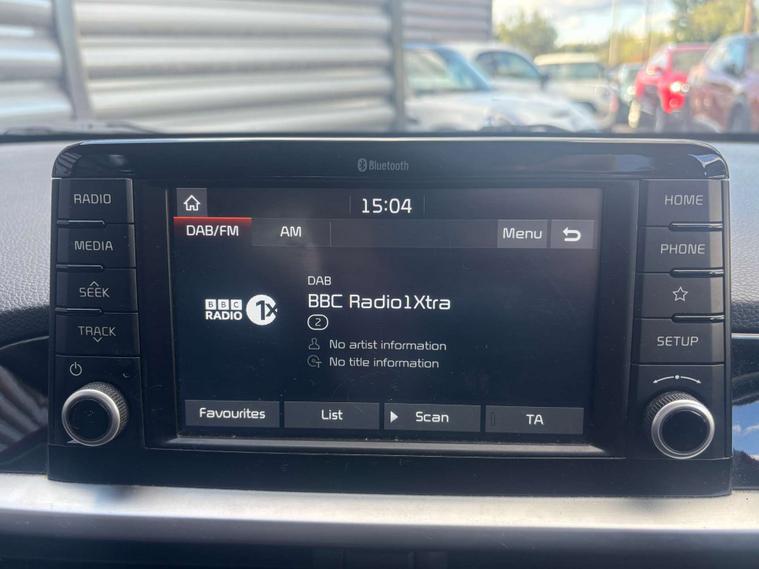 Bluetooth
RADIO
MEDIA
SEEK
TRACK
HOME
PHONE
SETUP
15:04
DAB/FM
AM
Menu
BBC
RADIO
1X
DAB
BBC Radio1Xtra
2
No artist information
No title information
Favourites
List
Scan
TA